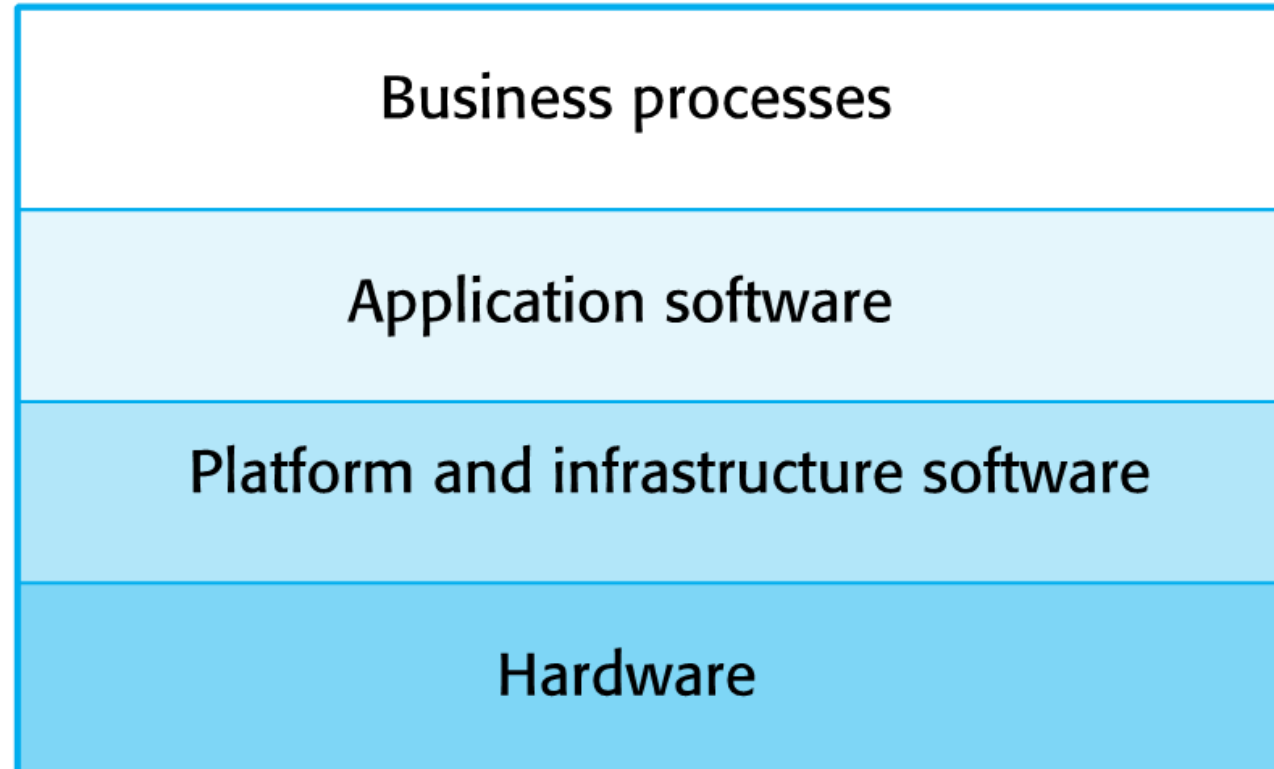 Business processes
Application software
Platform and infrastructure software
Hardware